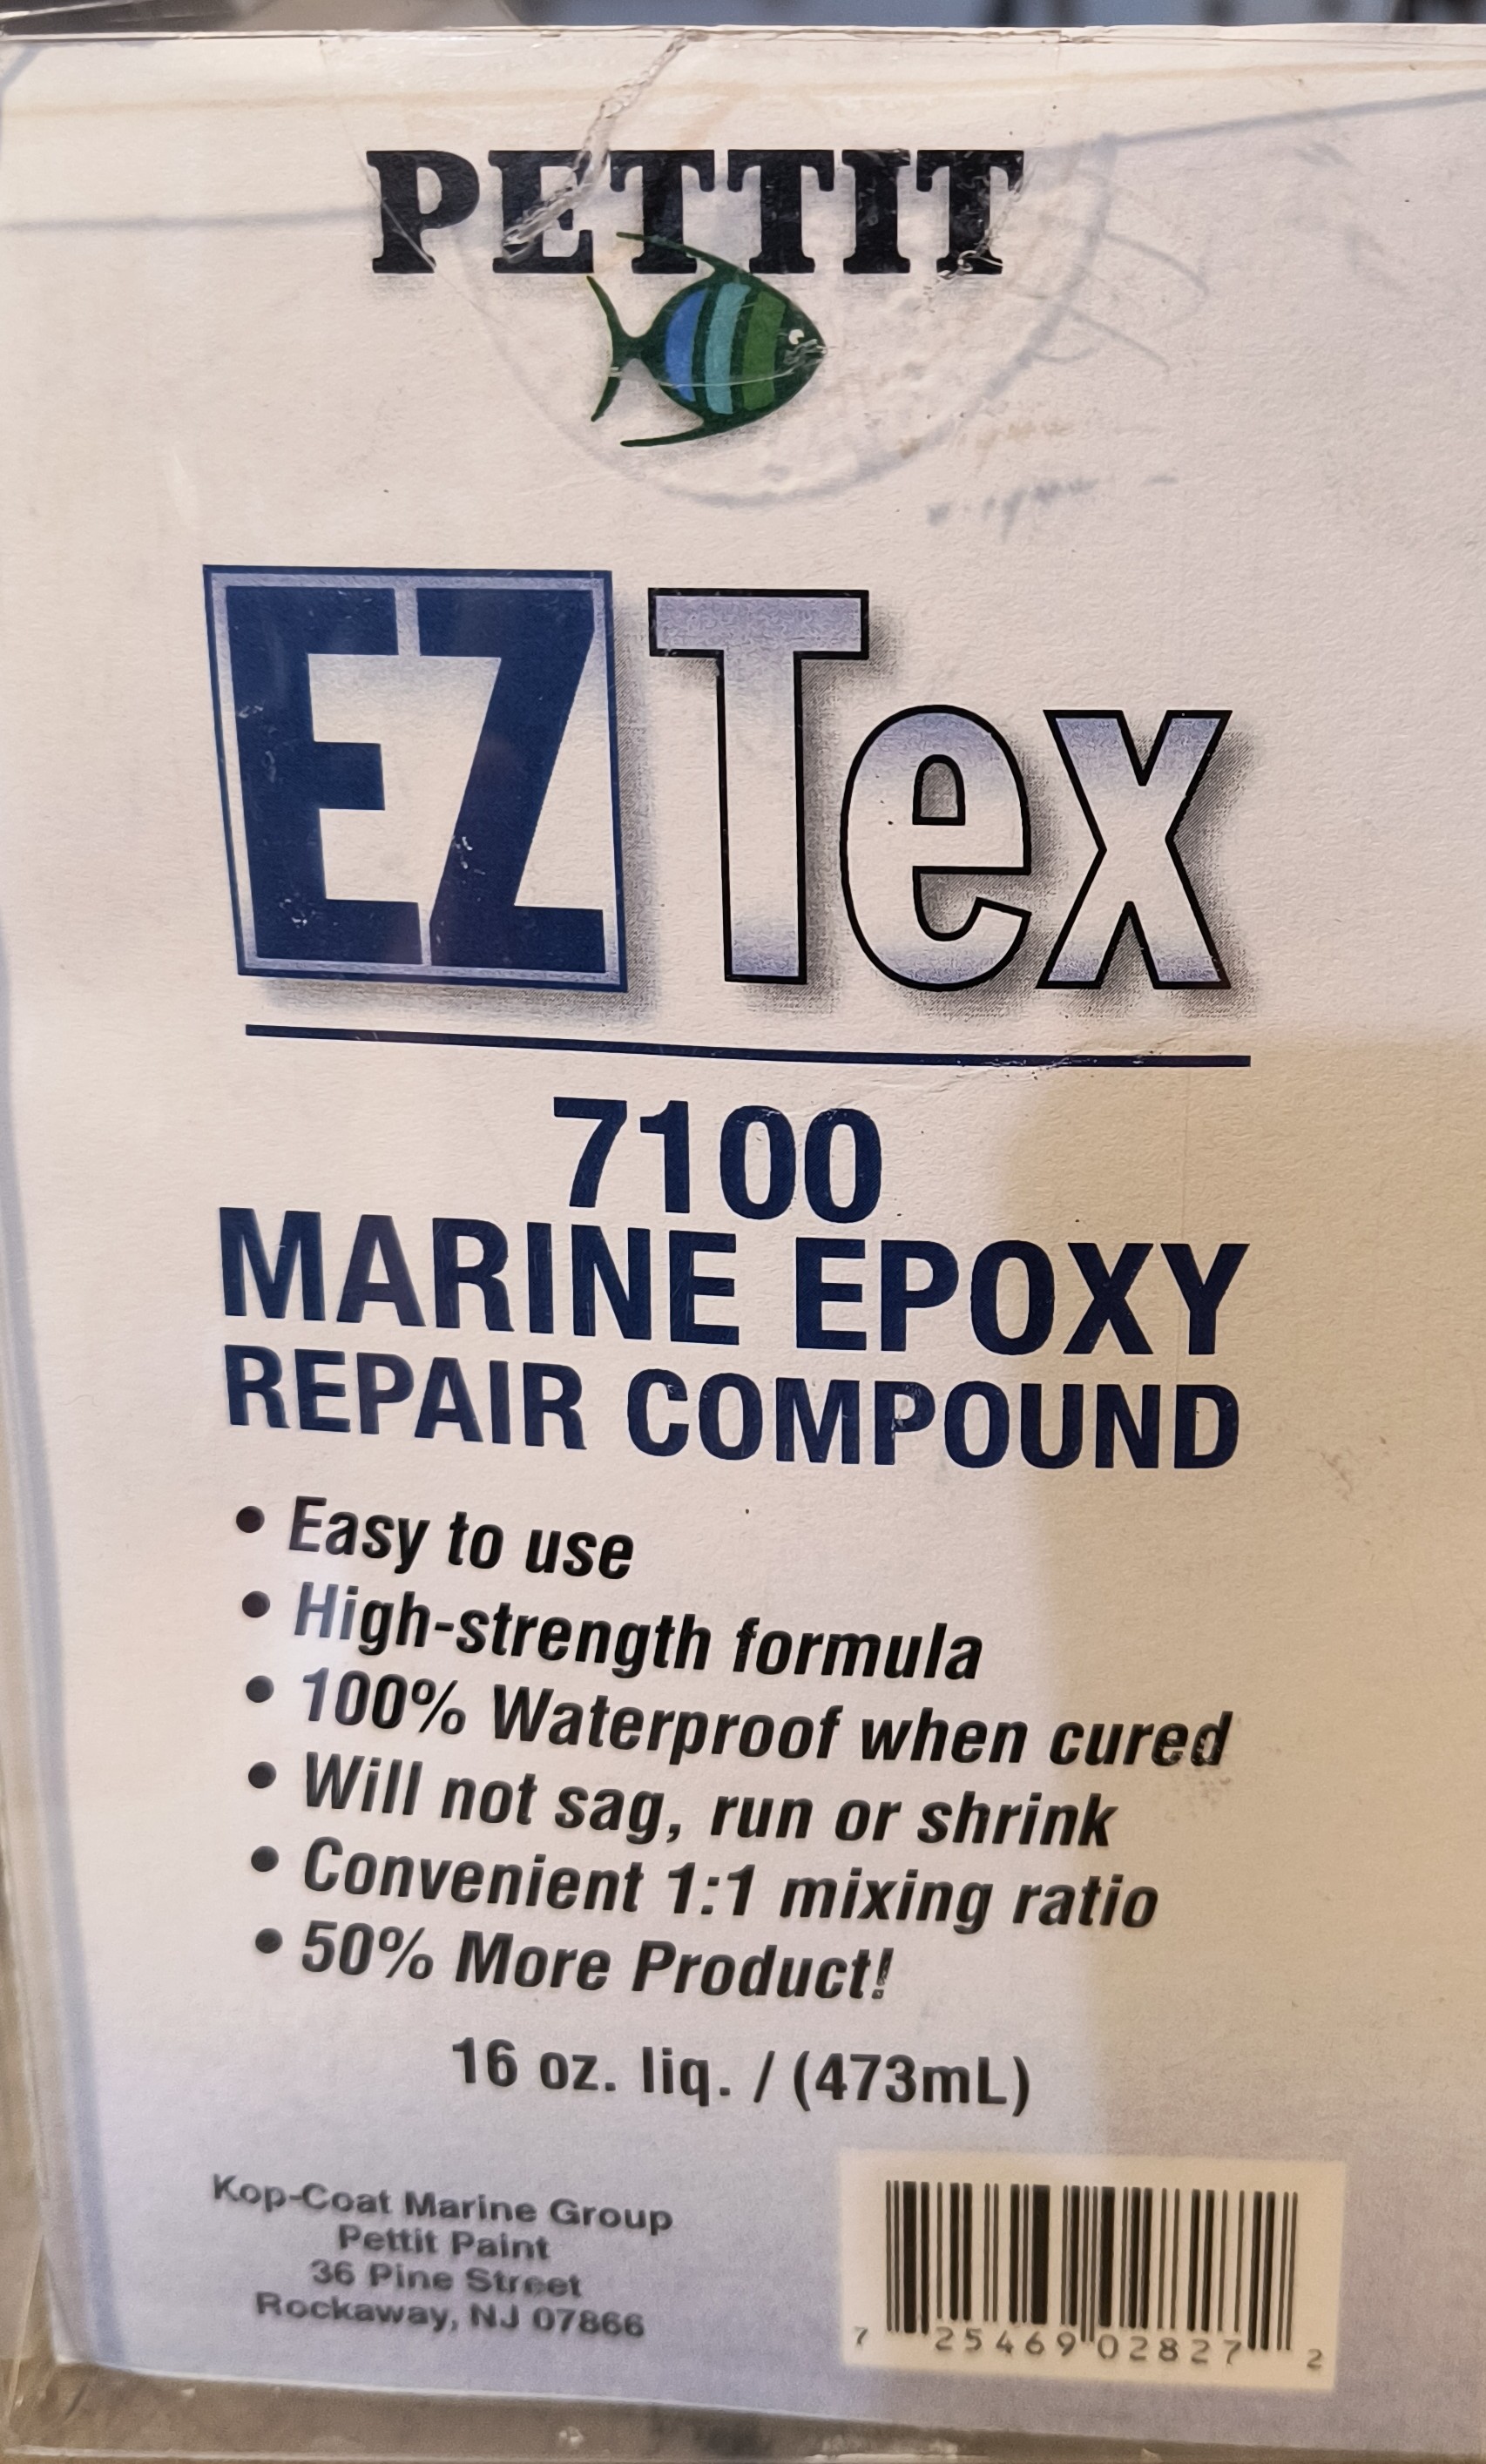 PETTIT
EZTex
7100
MARINE EPOXY
REPAIR COMPOUND
• Easy to use
• High-strength formula
• 100% Waterproof when cured
• Will not sag, run or shrink
• Convenient 1:1 mixing ratio
• 50% More Product!
16 oz. liq. / (473mL)
Kop-Coat Marine Group
Pettit Paint
36 Pine Street
Rockaway, NJ 07866
7 25469 02827 2